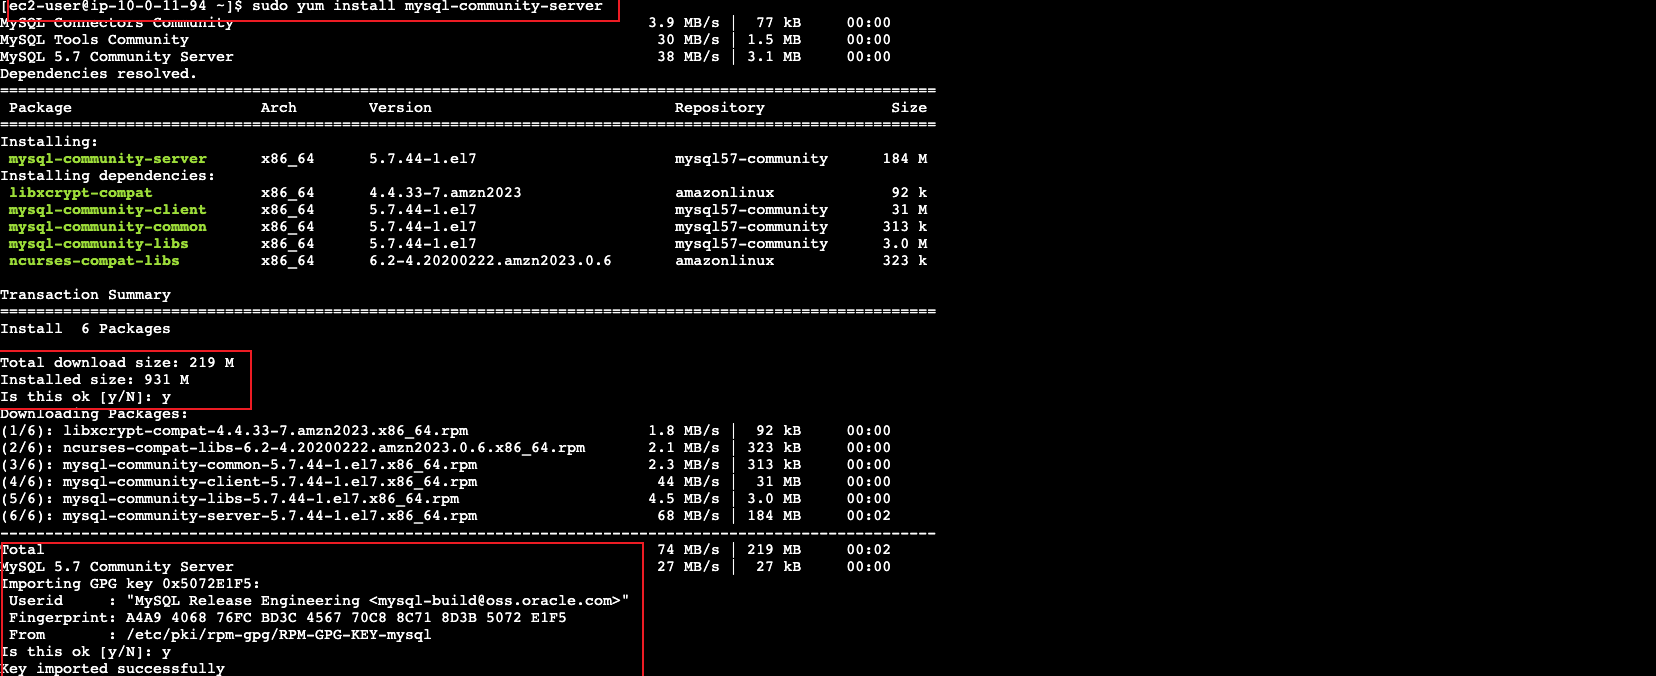 [ec2-user@ip-10-0-11-94 ~]$ sudo yum install mysql-community-server
MySQL Connectors Community 3.9 MB/s | 77 kB 00:00
MySQL Tools Community 30 MB/s | 1.5 MB 00:00
MySQL 5.7 Community Server 38 MB/s | 3.1 MB 00:00
Dependencies resolved.
========================================================================================================
Package Arch Version Repository Size
========================================================================================================
Installing:
mysql-community-server x86_64 5.7.44-1.el7 mysql57-community 184 M
Installing dependencies:
libxcrypt-compat x86_64 4.4.33-7.amzn2023 amazonlinux 92 k
mysql-community-client x86_64 5.7.44-1.el7 mysql57-community 31 M
mysql-community-common x86_64 5.7.44-1.el7 mysql57-community 313 k
mysql-community-libs x86_64 5.7.44-1.el7 mysql57-community 3.0 M
ncurses-compat-libs x86_64 6.2-4.20200222.amzn2023.0.6 amazonlinux 323 k
Transaction Summary
========================================================================================================
Install 6 Packages
Total download size: 219 M
Installed size: 931 M
Is this ok [y/N]: y
Downloading Packages:
(1/6): libxcrypt-compat-4.4.33-7.amzn2023.x86_64.rpm 1.8 MB/s | 92 kB 00:00
(2/6): ncurses-compat-libs-6.2-4.20200222.amzn2023.0.6.x86_64.rpm 2.1 MB/s | 323 kB 00:00
(3/6): mysql-community-common-5.7.44-1.el7.x86_64.rpm 2.3 MB/s | 313 kB 00:00
(4/6): mysql-community-client-5.7.44-1.el7.x86_64.rpm 44 MB/s | 31 MB 00:00
(5/6): mysql-community-libs-5.7.44-1.el7.x86_64.rpm 4.5 MB/s | 3.0 MB 00:00
(6/6): mysql-community-server-5.7.44-1.el7.x86_64.rpm 68 MB/s | 184 MB 00:02
--------------------------------------------------------------------------------------------------------
Total 74 MB/s | 219 MB 00:02
MySQL 5.7 Community Server 27 MB/s | 27 kB 00:00
Importing GPG key 0x5072E1F5:
Userid : "MySQL Release Engineering <mysql-build@oss.oracle.com>"
Fingerprint: A4A9 4068 76FC BD3C 4567 70C8 8C71 8D3B 5072 E1F5
From : /etc/pki/rpm-gpg/RPM-GPG-KEY-mysql
Is this ok [y/N]: y
Key imported successfully